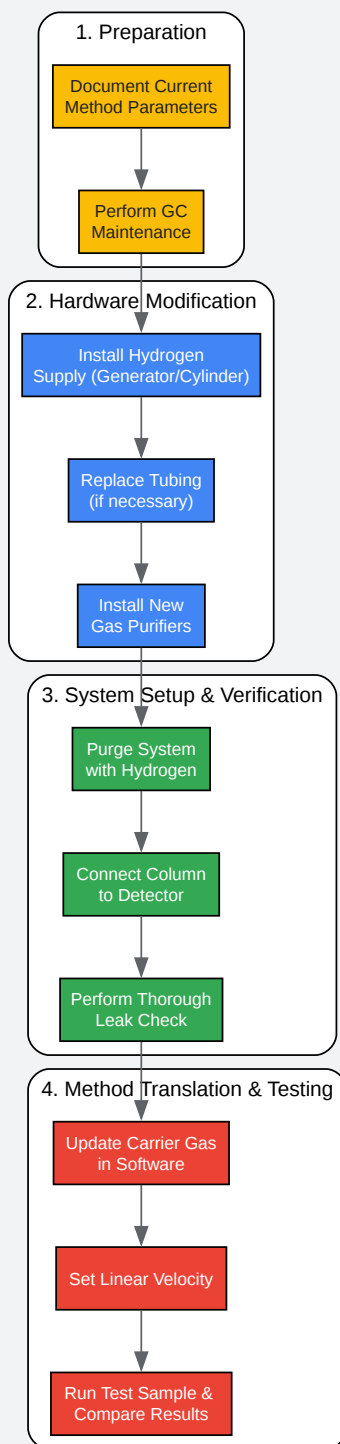 1. Preparation
Document Current
Method Parameters
Perform GC
Maintenance
2. Hardware Modification
Install Hydrogen
Supply (Generator/Cylinder)
Replace Tubing
(if necessary)
Install New
Gas Purifiers
3. System Setup & Verification
Purge System
with Hydrogen
Connect Column
to Detector
Perform Thorough
Leak Check
4. Method Translation & Testing
Update Carrier Gas
in Software
Set Linear Velocity
Run Test Sample &
Compare Results